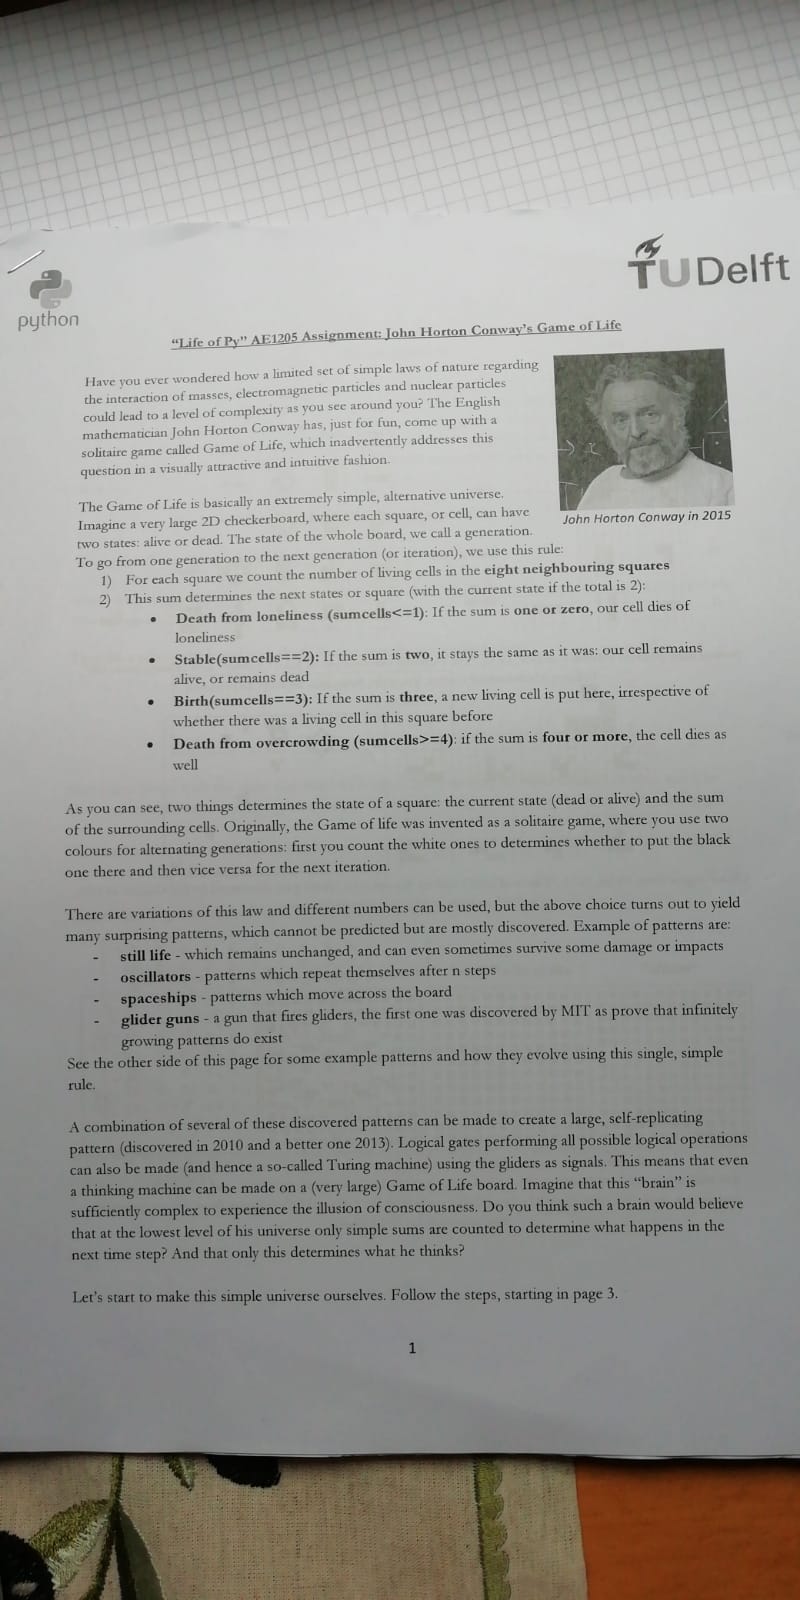 python
TU Delft
“Life of Py” AE1205 Assignment: John Horton Conway’s Game of Life
Have you ever wondered how a limited set of simple laws of nature regarding
the interaction of masses, electromagnetic particles and nuclear particles
could lead to a level of complexity as you see around you? The English
mathematician John Horton Conway has, just for fun, come up with a
solitaire game called Game of Life, which inadvertently addresses this
question in a visually attractive and intuitive fashion.
The Game of Life is basically an extremely simple, alternative universe.
Imagine a very large 2D checkerboard, where each square, or cell, can have
two states: alive or dead. The state of the whole board, we call a generation.
John Horton Conway in 2015
To go from one generation to the next generation (or iteration), we use this rule:
1) For each square we count the number of living cells in the eight neighbouring squares
2) This sum determines the next states or square (with the current state if the total is 2):
• Death from loneliness (sumcells<=1): If the sum is one or zero, our cell dies of
loneliness
• Stable(sumcells==2): If the sum is two, it stays the same as it was: our cell remains
alive, or remains dead
• Birth(sumcells==3): If the sum is three, a new living cell is put here, irrespective of
whether there was a living cell in this square before
• Death from overcrowding (sumcells>=4): if the sum is four or more, the cell dies as
well
As you can see, two things determines the state of a square: the current state (dead or alive) and the sum
of the surrounding cells. Originally, the Game of life was invented as a solitaire game, where you use two
colours for alternating generations: first you count the white ones to determines whether to put the black
one there and then vice versa for the next iteration.
There are variations of this law and different numbers can be used, but the above choice turns out to yield
many surprising patterns, which cannot be predicted but are mostly discovered. Example of patterns are:
- still life - which remains unchanged, and can even sometimes survive some damage or impacts
- oscillators - patterns which repeat themselves after n steps
- spaceships - patterns which move across the board
- glider guns - a gun that fires gliders, the first one was discovered by MIT as prove that infinitely
growing patterns do exist
See the other side of this page for some example patterns and how they evolve using this single, simple
rule.
A combination of several of these discovered patterns can be made to create a large, self-replicating
pattern (discovered in 2010 and a better one 2013). Logical gates performing all possible logical operations
can also be made (and hence a so-called Turing machine) using the gliders as signals. This means that even
a thinking machine can be made on a (very large) Game of Life board. Imagine that this “brain” is
sufficiently complex to experience the illusion of consciousness. Do you think such a brain would believe
that at the lowest level of his universe only simple sums are counted to determine what happens in the
next time step? And that only this determines what he thinks?
Let’s start to make this simple universe ourselves. Follow the steps, starting in page 3.
1